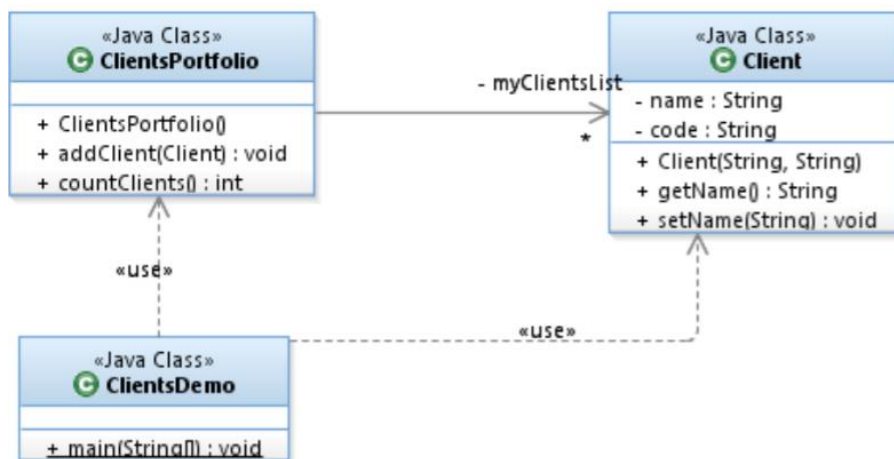 «Java Class»
C ClientsPortfolio
+ ClientsPortfolio()
+ addClient(Client) : void
+ countClients() : int
- myClientsList
*
«Java Class»
C Client
- name : String
- code : String
+ Client(String, String)
+ getName() : String
+ setName(String) : void
«use»
«use»
«Java Class»
C ClientsDemo
+ main(String[]) : void